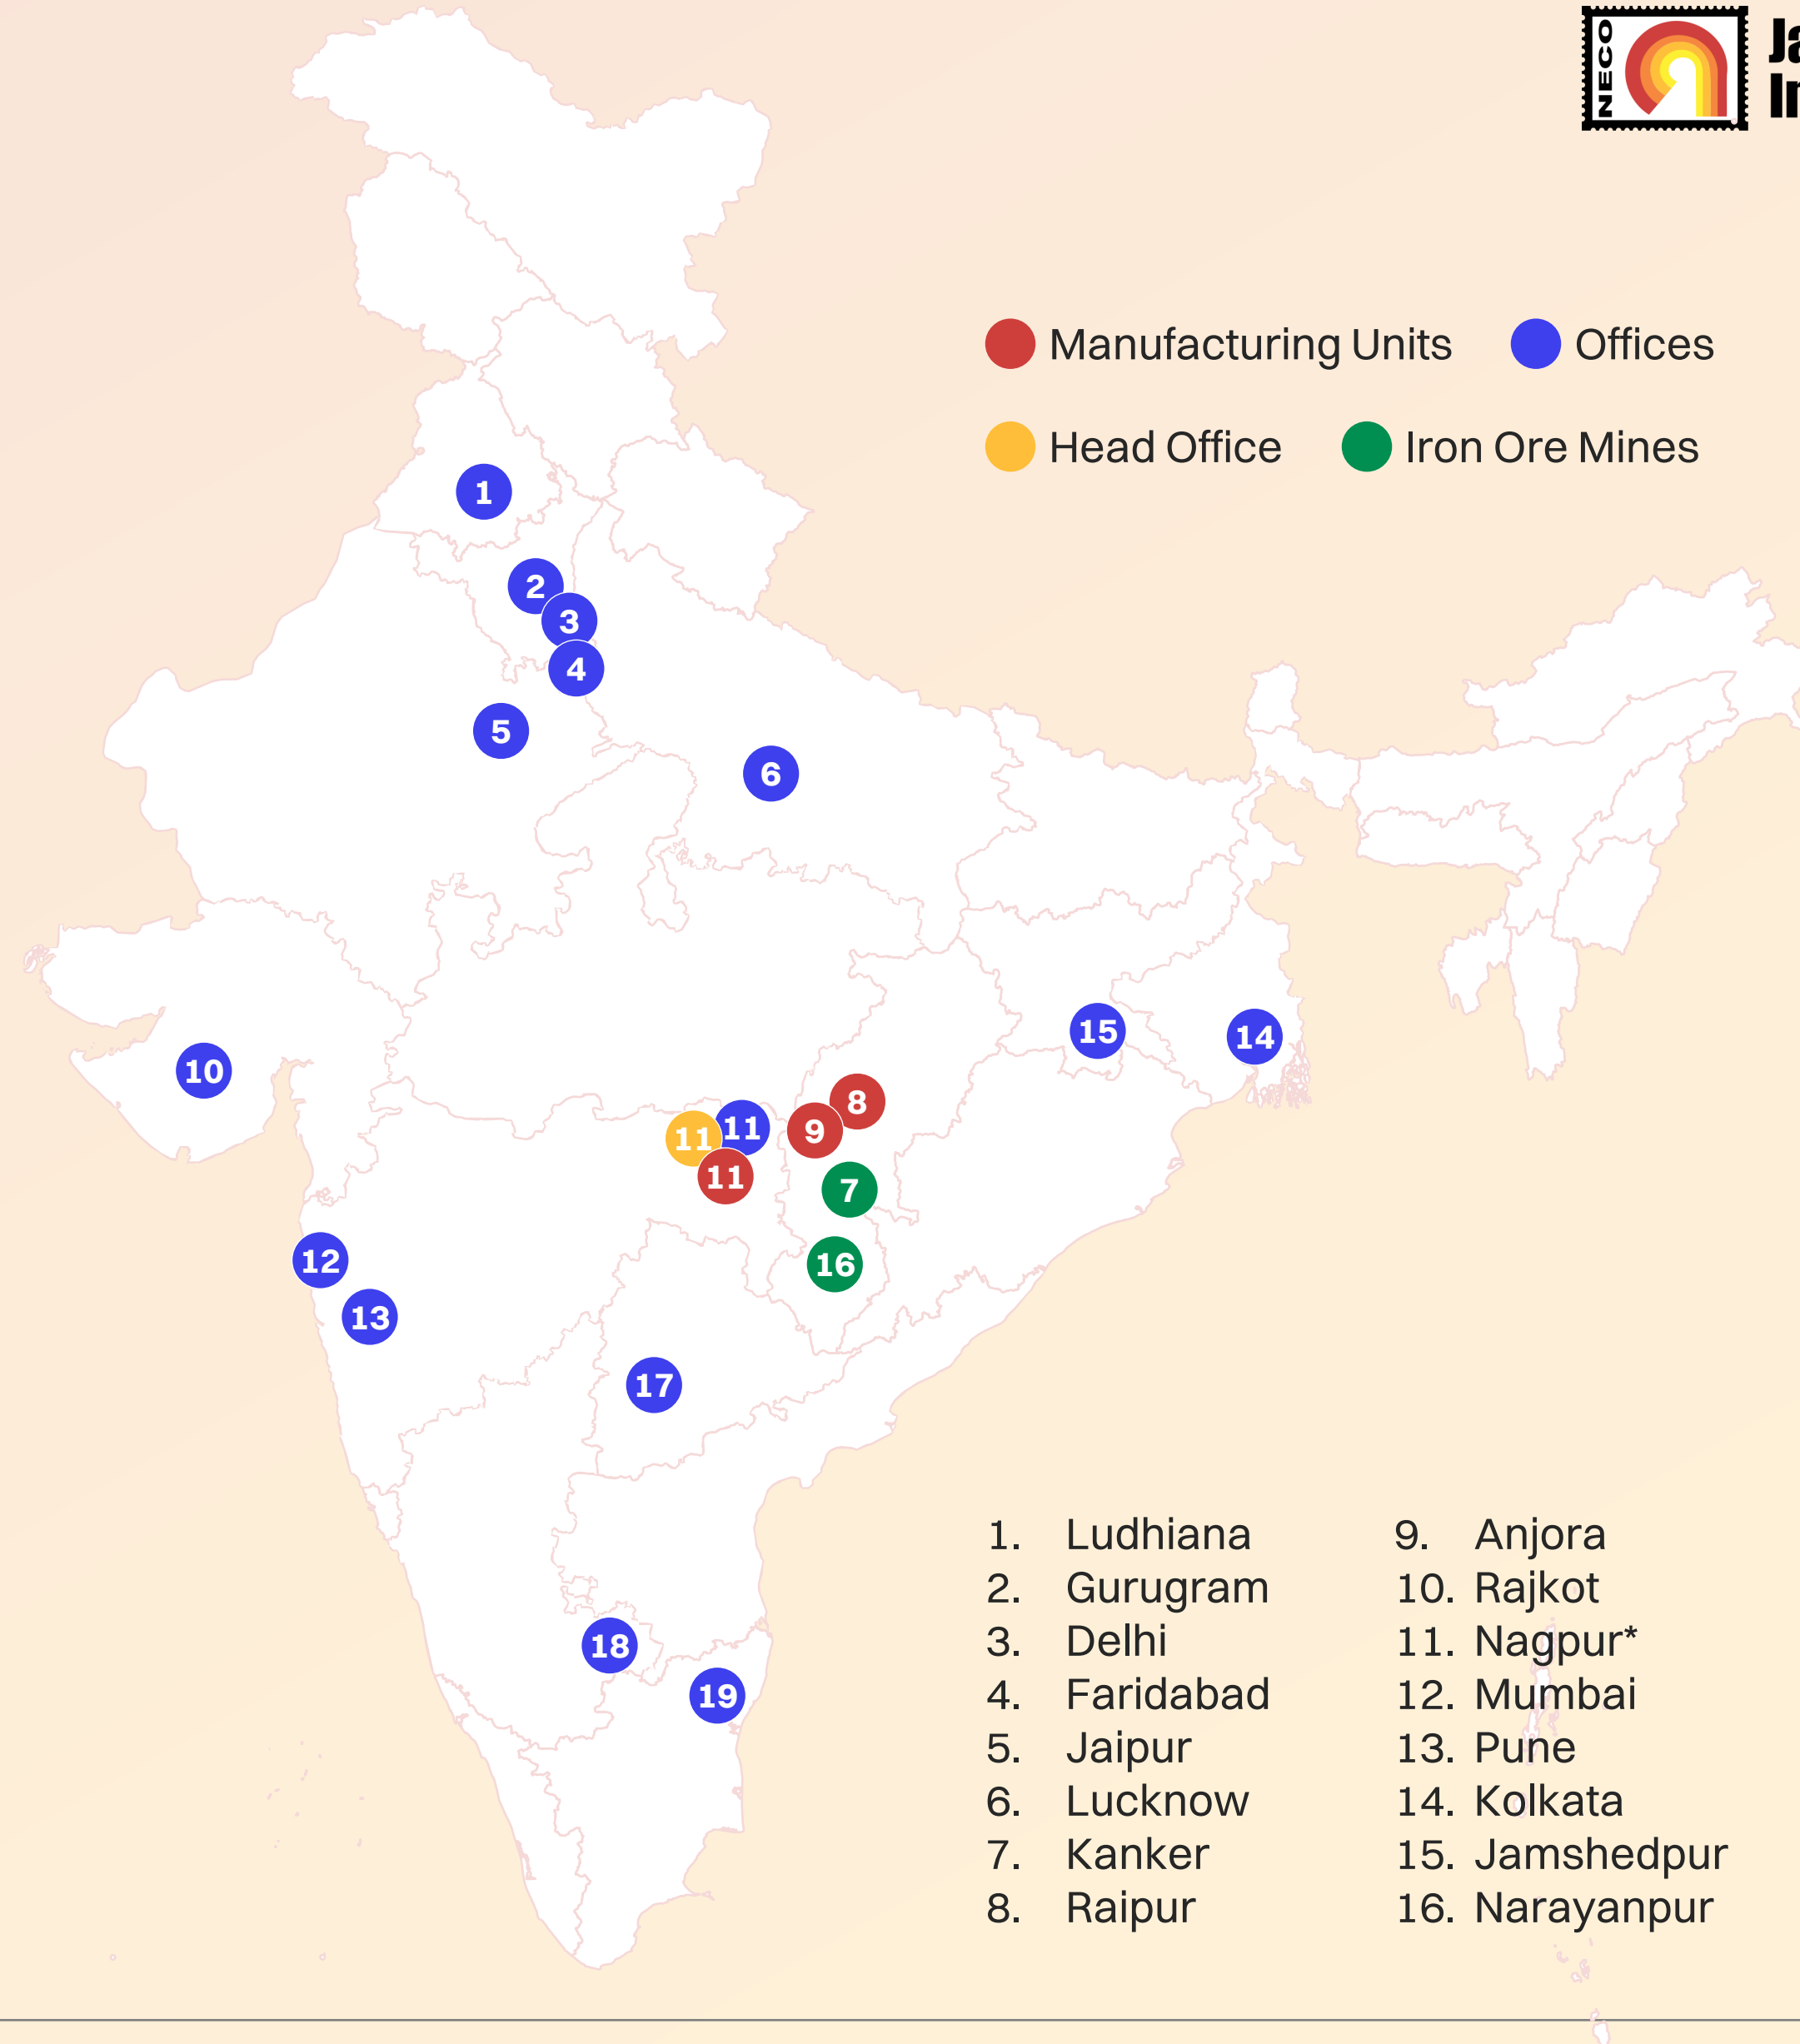 NECO
Ja
In
Manufacturing Units
Offices
Head Office
Iron Ore Mines
1
2
3
4
5
6
15
14
10
8
11
11
9
11
7
16
12
13
17
18
19
1. Ludhiana
2. Gurugram
3. Delhi
4. Faridabad
5. Jaipur
6. Lucknow
7. Kanker
8. Raipur
9. Anjora
10. Rajkot
11. Nagpur*
12. Mumbai
13. Pune
14. Kolkata
15. Jamshedpur
16. Narayanpur